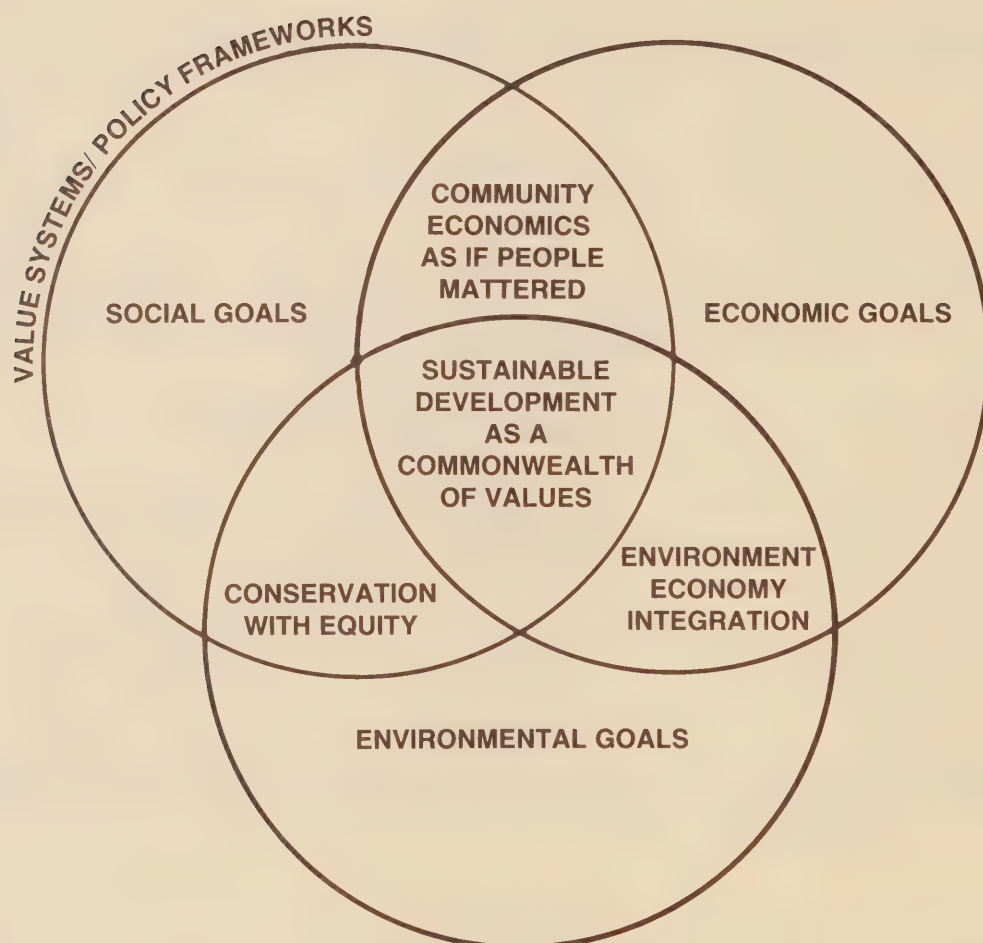 VALUE SYSTEMS/ POLICY FRAMEWORKS
COMMUNITY
ECONOMICS
AS IF PEOPLE
MATTERED
SOCIAL GOALS
ECONOMIC GOALS
SUSTAINABLE
DEVELOPMENT
AS A
COMMONWEALTH
OF VALUES
CONSERVATION
WITH EQUITY
ENVIRONMENT
ECONOMY
INTEGRATION
ENVIRONMENTAL GOALS